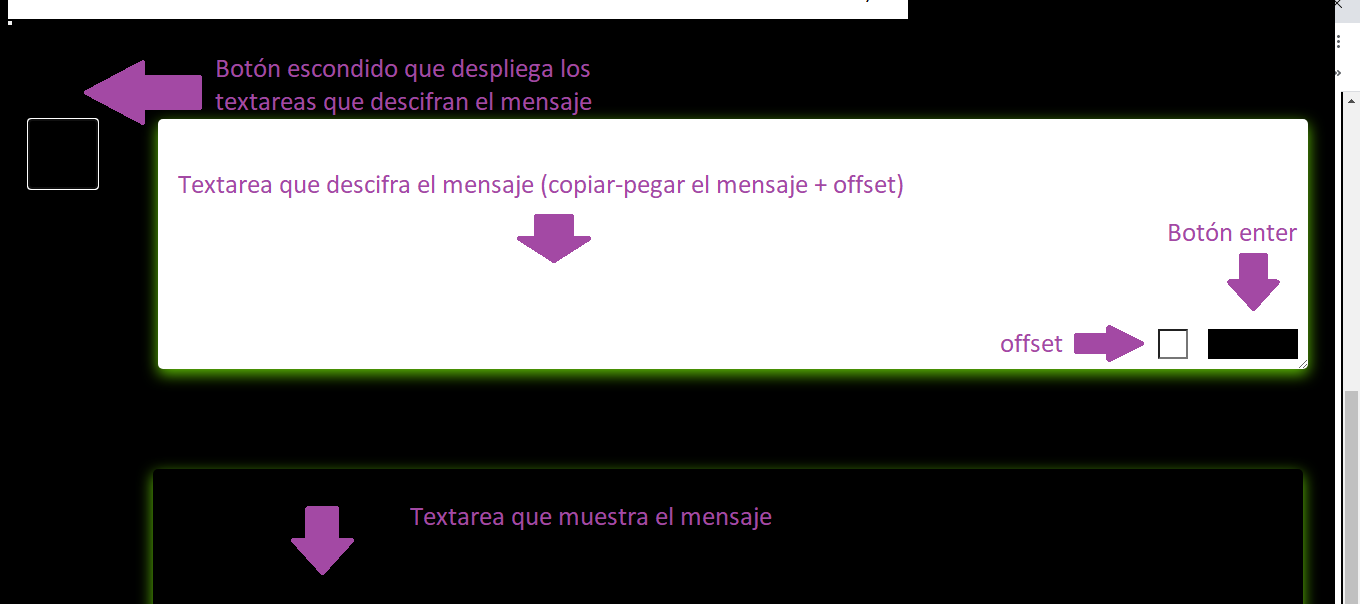 Botón escondido que despliega los
textareas que descifran el mensaje
Textarea que descifra el mensaje (copiar-pegar el mensaje + offset)
Botón enter
offset
Textarea que muestra el mensaje